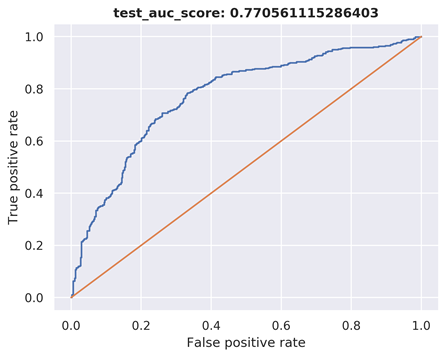 test_auc_score: 0.770561115286403
1.0
0.8
0.6
0.4
0.2
0.0
True positive rate
0.0 0.2 0.4 0.6 0.8 1.0
False positive rate